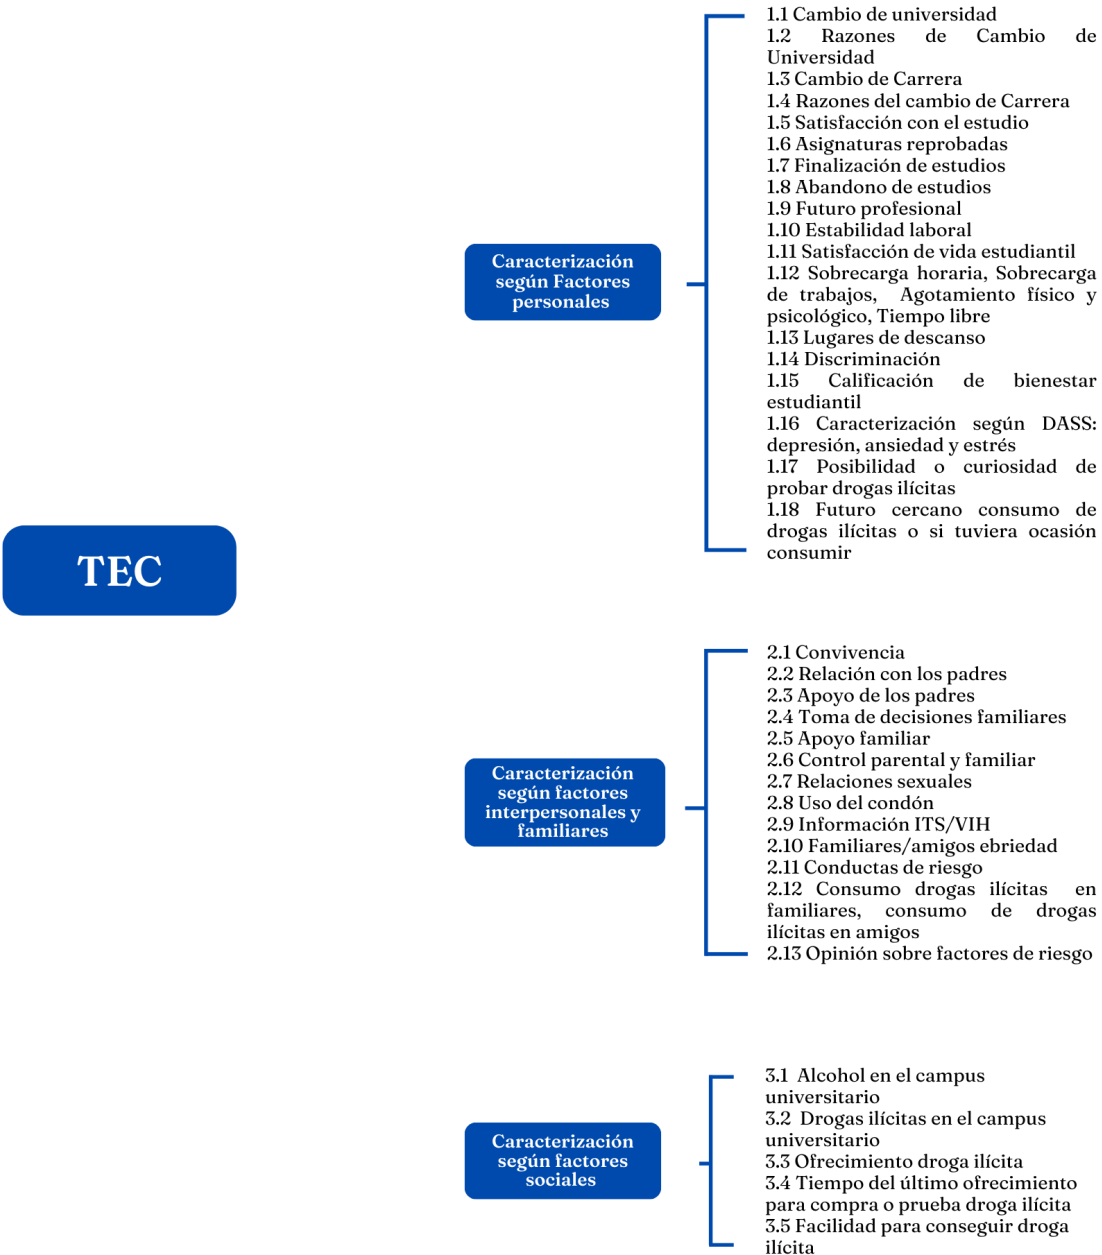 TEC
Caracterización
según Factores
personales
1.1 Cambio de universidad
1.2 Razones de Cambio de
Universidad
1.3 Cambio de Carrera
1.4 Razones del cambio de Carrera
1.5 Satisfacción con el estudio
1.6 Asignaturas reprobadas
1.7 Finalización de estudios
1.8 Abandono de estudios
1.9 Futuro profesional
1.10 Estabilidad laboral
1.11 Satisfacción de vida estudiantil
1.12 Sobrecarga horaria, Sobrecarga
de trabajos, Agotamiento físico y
psicológico, Tiempo libre
1.13 Lugares de descanso
1.14 Discriminación
1.15 Calificación de bienestar
estudiantil
1.16 Caracterización según DASS:
depresión, ansiedad y estrés
1.17 Posibilidad o curiosidad de
probar drogas ilícitas
1.18 Futuro cercano consumo de
drogas ilícitas o si tuviera ocasión
consumir
Caracterización
según factores
interpersonales y
familiares
2.1 Convivencia
2.2 Relación con los padres
2.3 Apoyo de los padres
2.4 Toma de decisiones familiares
2.5 Apoyo familiar
2.6 Control parental y familiar
2.7 Relaciones sexuales
2.8 Uso del condón
2.9 Información ITS/VIH
2.10 Familiares/amigos ebriedad
2.11 Conductas de riesgo
2.12 Consumo drogas ilícitas en
familiares, consumo de drogas
ilícitas en amigos
2.13 Opinión sobre factores de riesgo
Caracterización
según factores
sociales
3.1 Alcohol en el campus
universitario
3.2 Drogas ilícitas en el campus
universitario
3.3 Ofrecimiento droga ilícita
3.4 Tiempo del último ofrecimiento
para compra o prueba droga ilícita
3.5 Facilidad para conseguir droga
ilícita